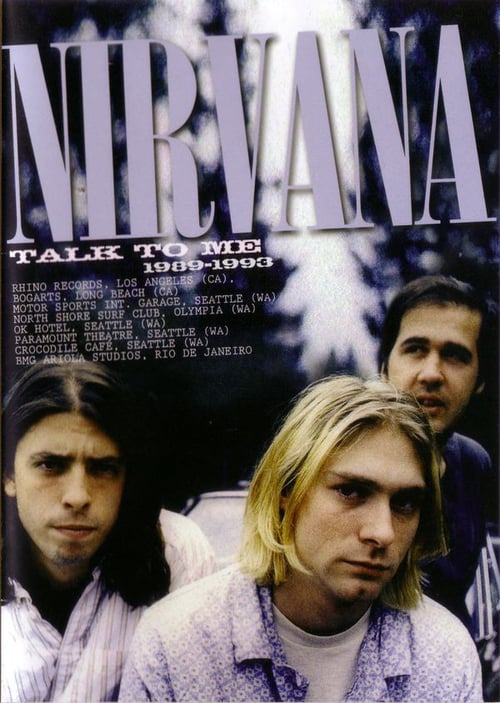 NIRVANA
TALK TO ME
1989-1993
RHINO RECORDS, LOS ANGELES (CA).
BOGARTS, LONG BEACH (CA)
MOTOR SPORTS INT. GARAGE, SEATTLE (WA)
NORTH SHORE SURF CLUB, OLYMPIA (WA)
OK HOTEL, SEATTLE (WA)
PARAMOUNT THEATRE, SEATTLE (WA)
CROCODILE CAFÉ, SEATTLE (WA)
BMG ARIOLA STUDIOS, RIO DE JANEIRO